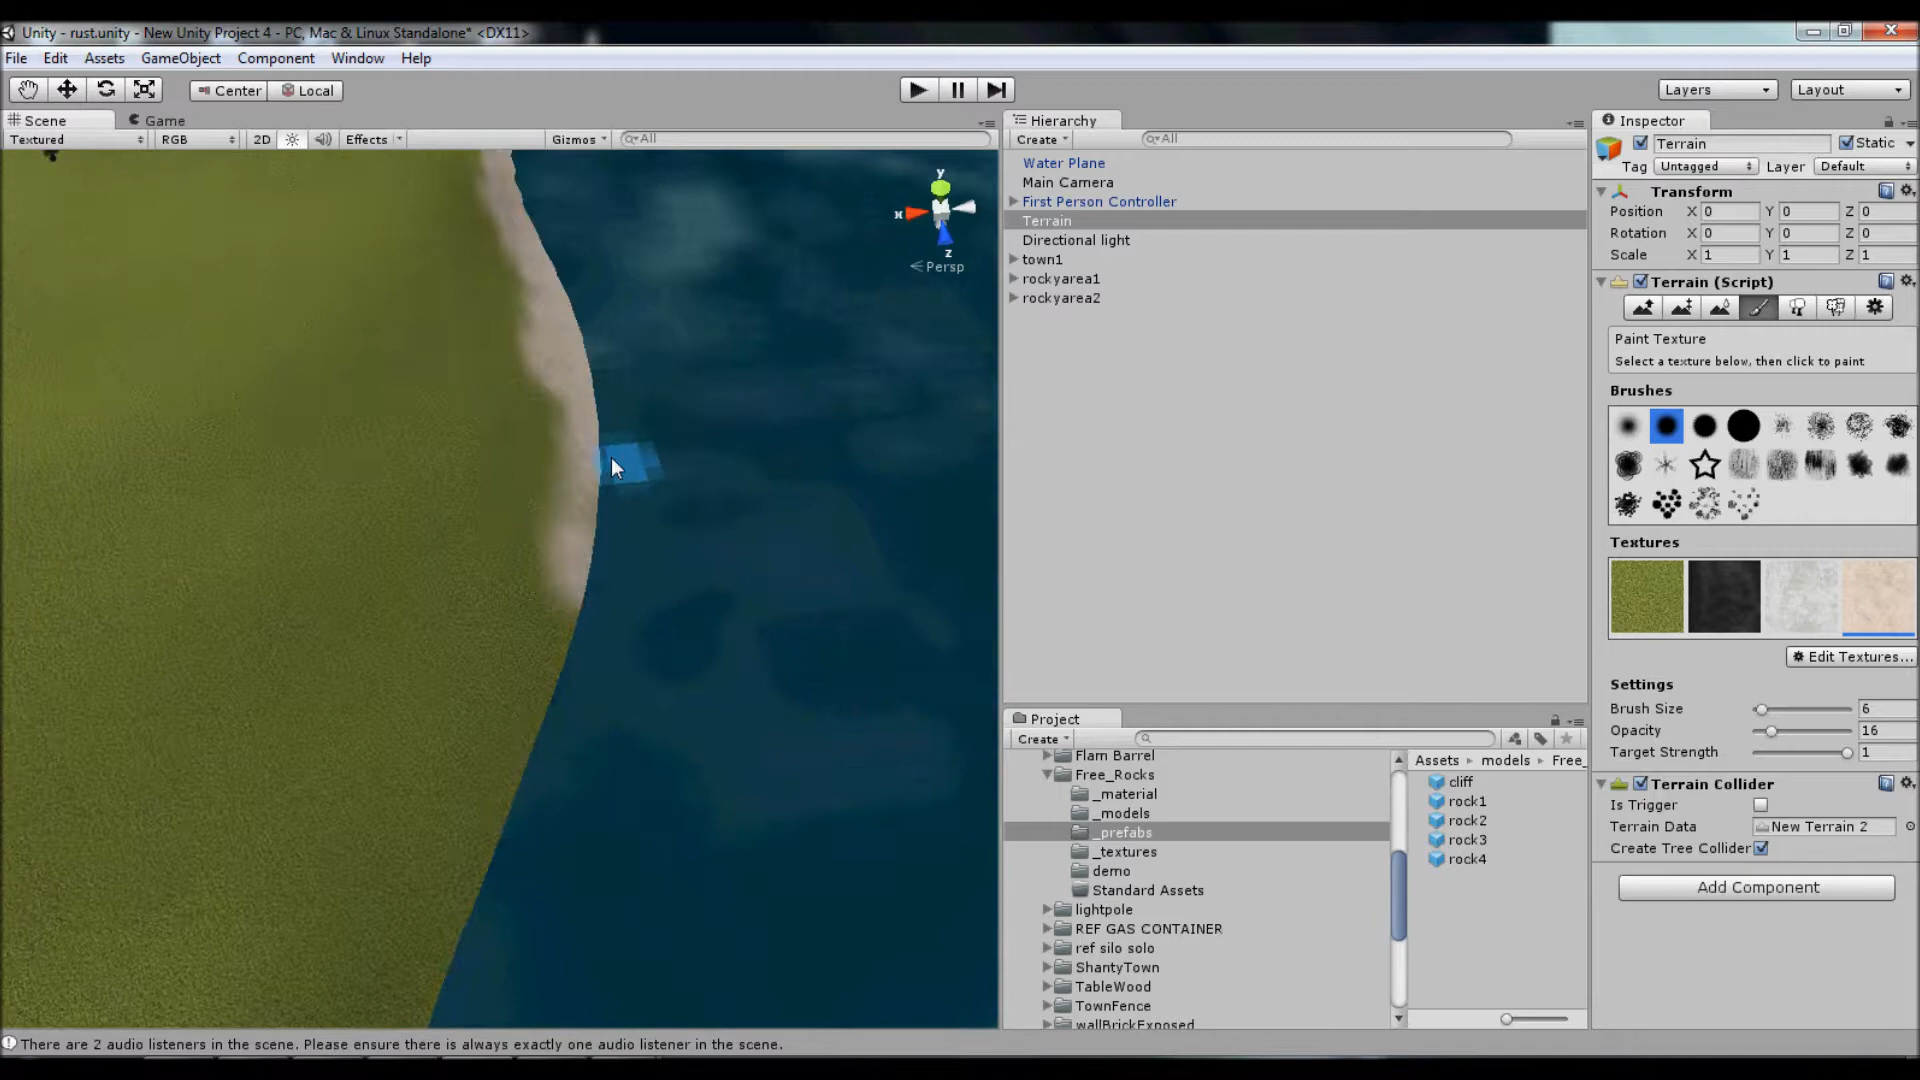 Unity - rust.unity - New Unity Project 4 - PC, Mac & Linux Standalone* <DX11>
File Edit Assets GameObject Component Window Help
Center Local Layers Layout
Scene Game
Textured RGB 2D Effects Gizmos All
y
x
z
Persp
Hierarchy
Create All
Water Plane
Main Camera
First Person Controller
Terrain
Directional light
town1
rockyarea1
rockyarea2
Project
Create
Flam Barrel
Free_Rocks
_material
_models
_prefabs
_textures
demo
Standard Assets
lightpole
REF GAS CONTAINER
ref silo solo
ShantyTown
TableWood
TownFence
wallBrickExposed
Assets models Free_
cliff
rock1
rock2
rock3
rock4
Inspector
Terrain Static
Tag Untagged Layer Default
Transform
Position X 0 Y 0 Z 0
Rotation X 0 Y 0 Z 0
Scale X 1 Y 1 Z 1
Terrain (Script)
Paint Texture
Select a texture below, then click to paint
Brushes
Textures
Edit Textures...
Settings
Brush Size 6
Opacity 16
Target Strength 1
Terrain Collider
Is Trigger
Terrain Data New Terrain 2
Create Tree Collider
Add Component
There are 2 audio listeners in the scene. Please ensure there is always exactly one audio listener in the scene.